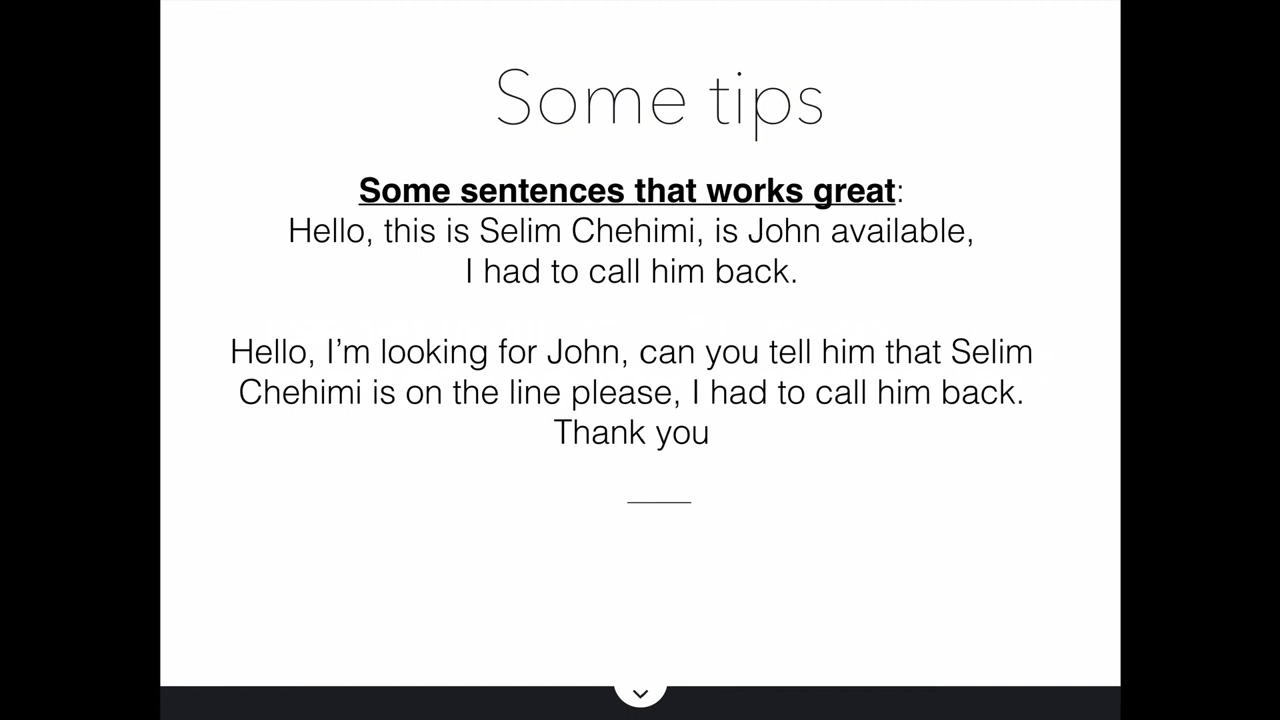 Some tips
Some sentences that works great:
Hello, this is Selim Chehimi, is John available,
I had to call him back.
Hello, I’m looking for John, can you tell him that Selim
Chehimi is on the line please, I had to call him back.
Thank you